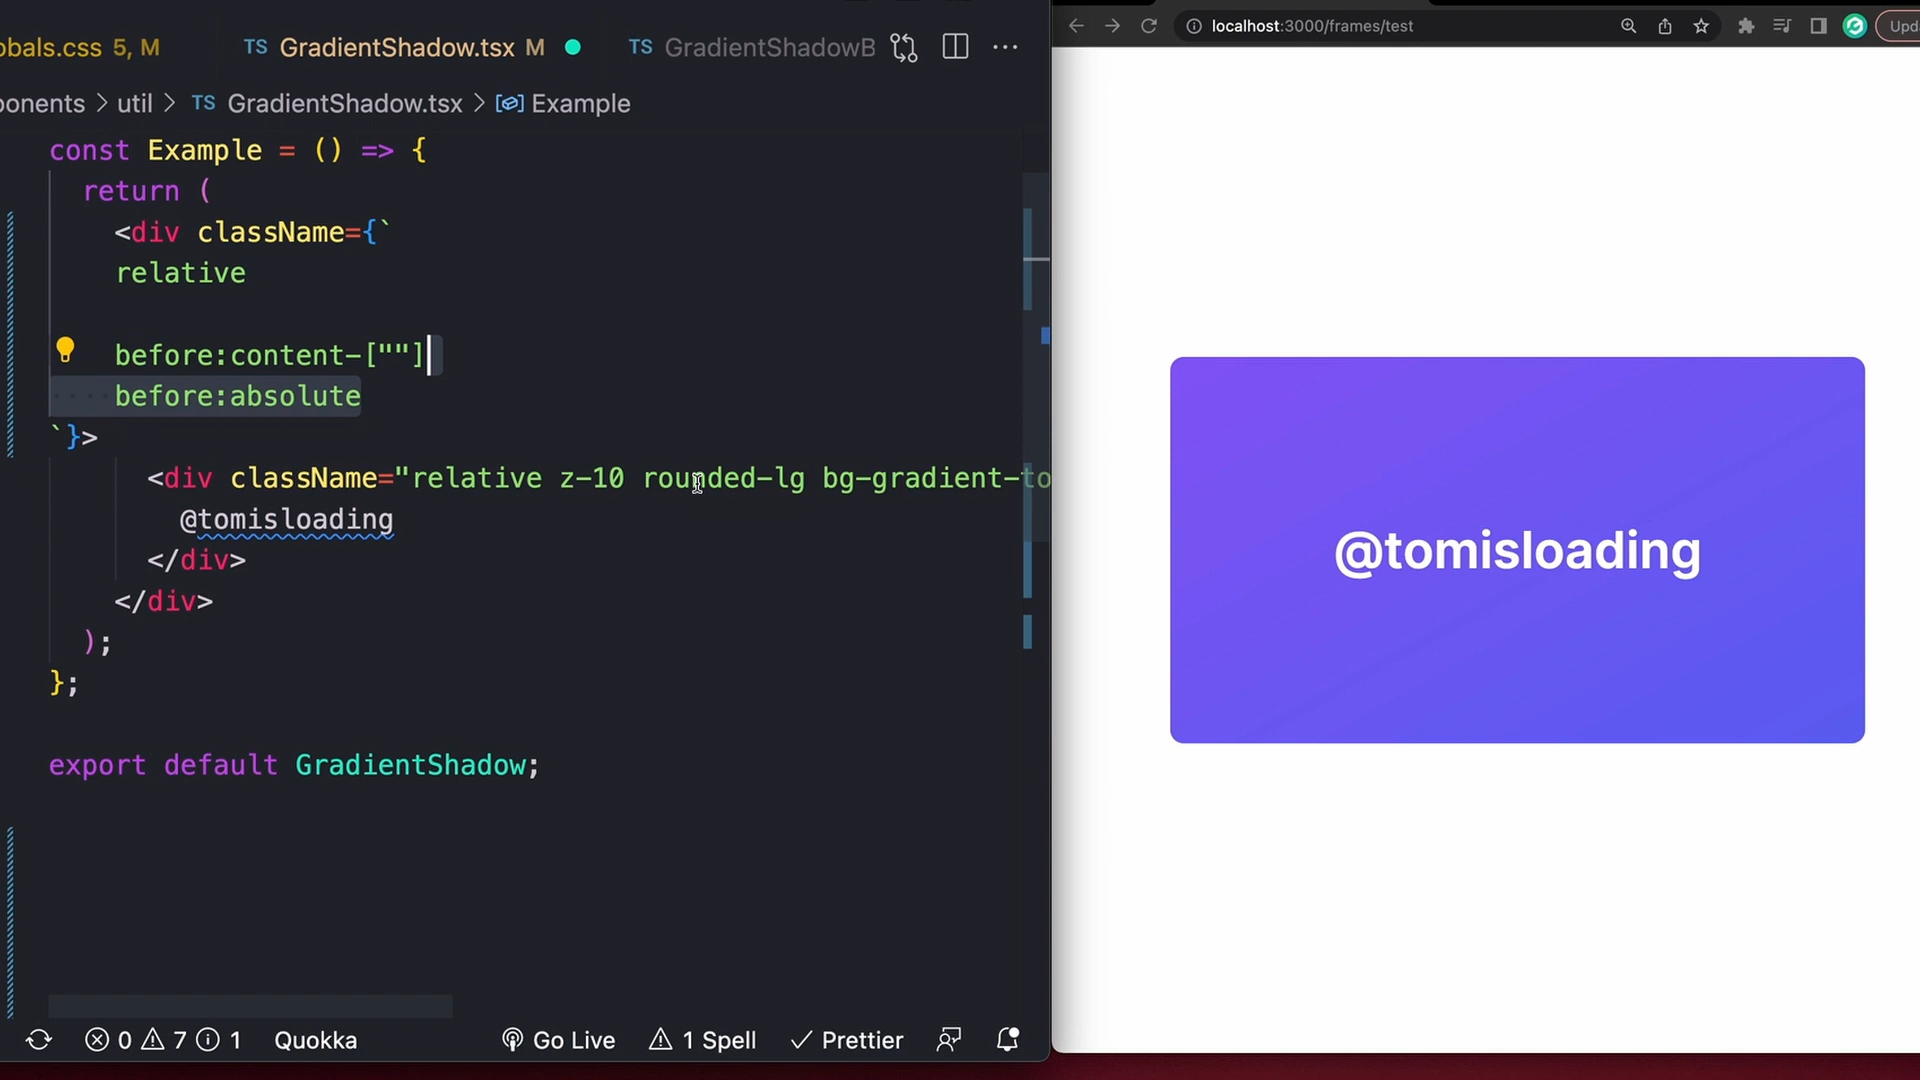 obals.css 5, M
TS GradientShadow.tsx M
TS GradientShadowB
ponents > util > TS GradientShadow.tsx > Example
const Example = () => {
return (
<div className={`
relative
before:content-[""]
before:absolute
`}>
<div className="relative z-10 rounded-lg bg-gradient-to
@tomisloading
</div>
</div>
);
};
export default GradientShadow;
0 7 1 Quokka Go Live 1 Spell Prettier
localhost:3000/frames/test
Upd
@tomisloading